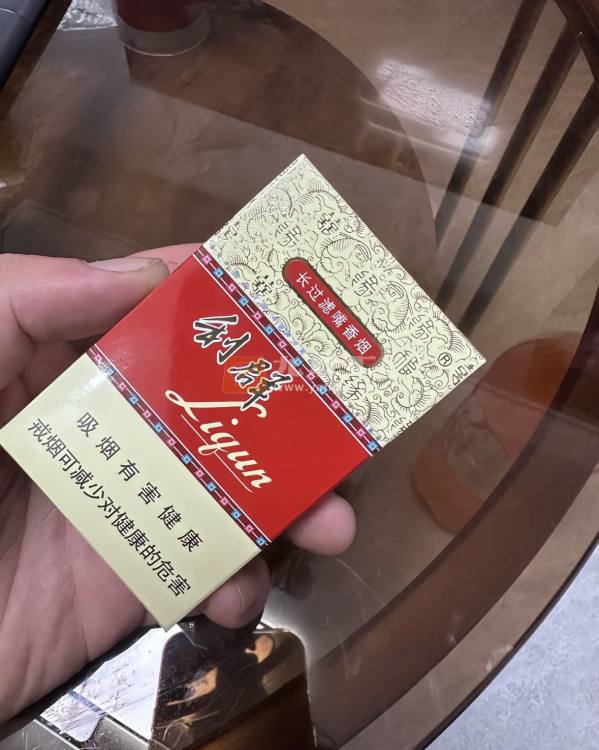 长过滤嘴香烟
利群
Liqun
吸烟有害健康
戒烟可减少对健康的危害